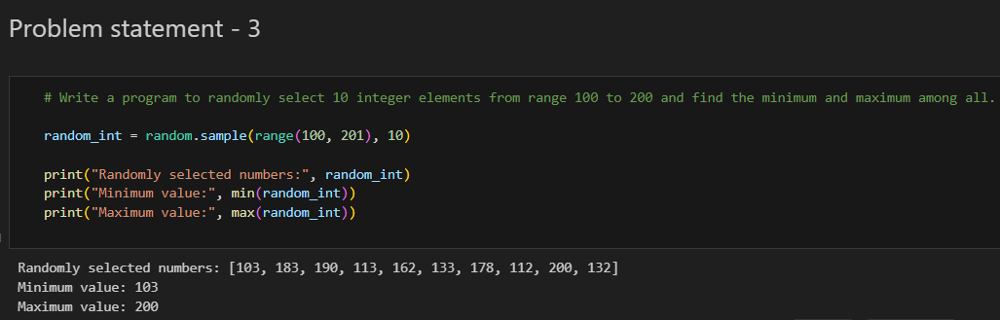 Problem statement - 3
# Write a program to randomly select 10 integer elements from range 100 to 200 and find the minimum and maximum among all.
random_int = random.sample(range(100, 201), 10)
print("Randomly selected numbers:", random_int)
print("Minimum value:", min(random_int))
print("Maximum value:", max(random_int))
Randomly selected numbers: [103, 183, 190, 113, 162, 133, 178, 112, 200, 132]
Minimum value: 103
Maximum value: 200